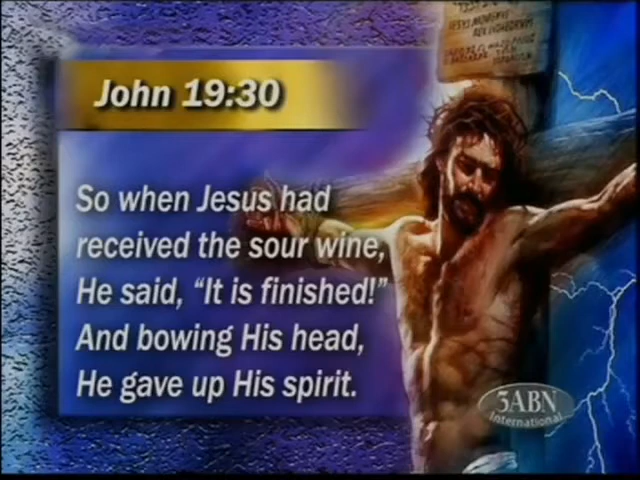 John 19:30
So when Jesus had
received the sour wine,
He said, “It is finished!”
And bowing His head,
He gave up His spirit.
3ABN
International